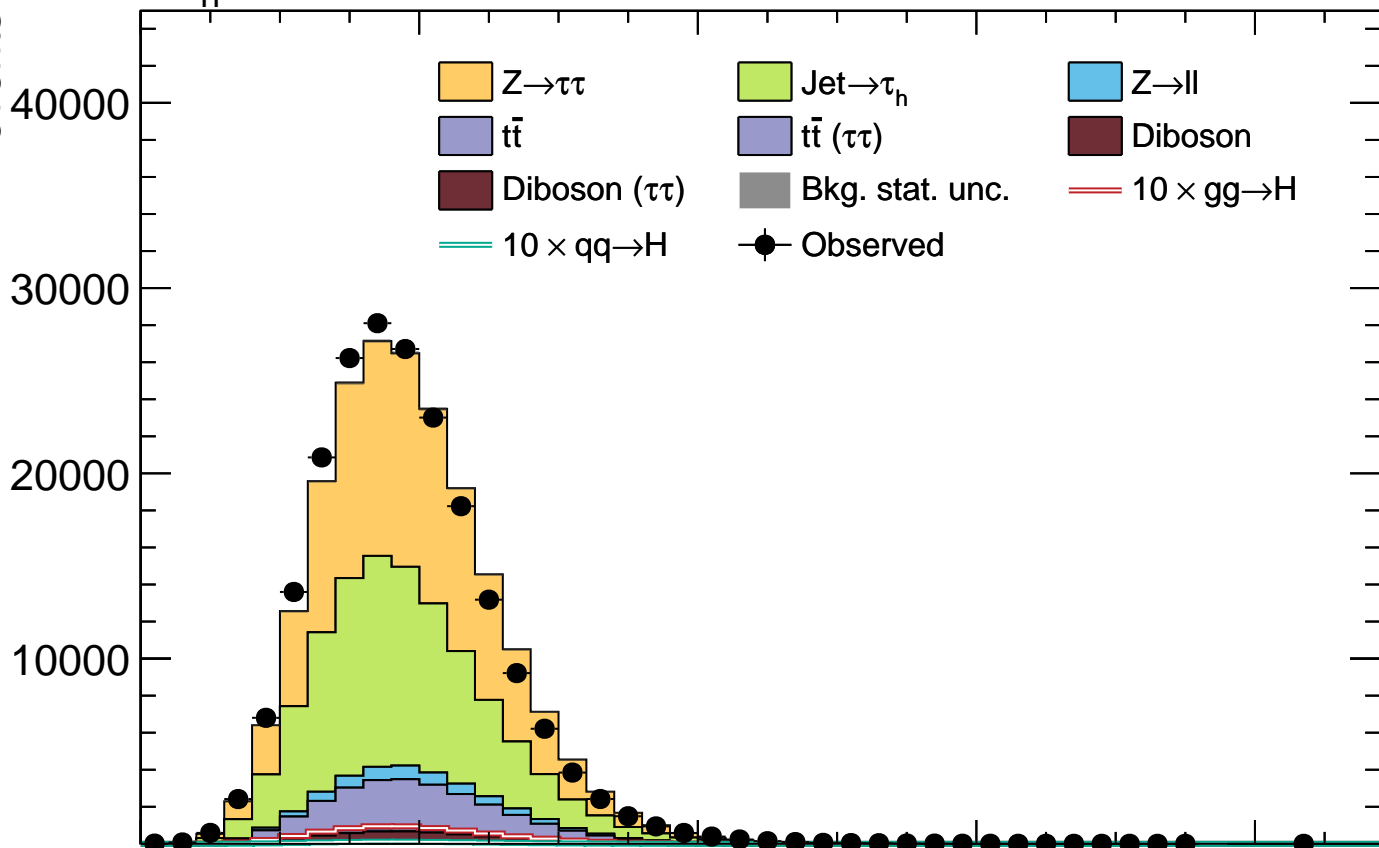 40000
30000
20000
10000
Z→ττ Jet→τh Z→ll
tt̄ tt̄ (ττ) Diboson
Diboson (ττ) Bkg. stat. unc. 10 × gg→H
10 × qq→H Observed